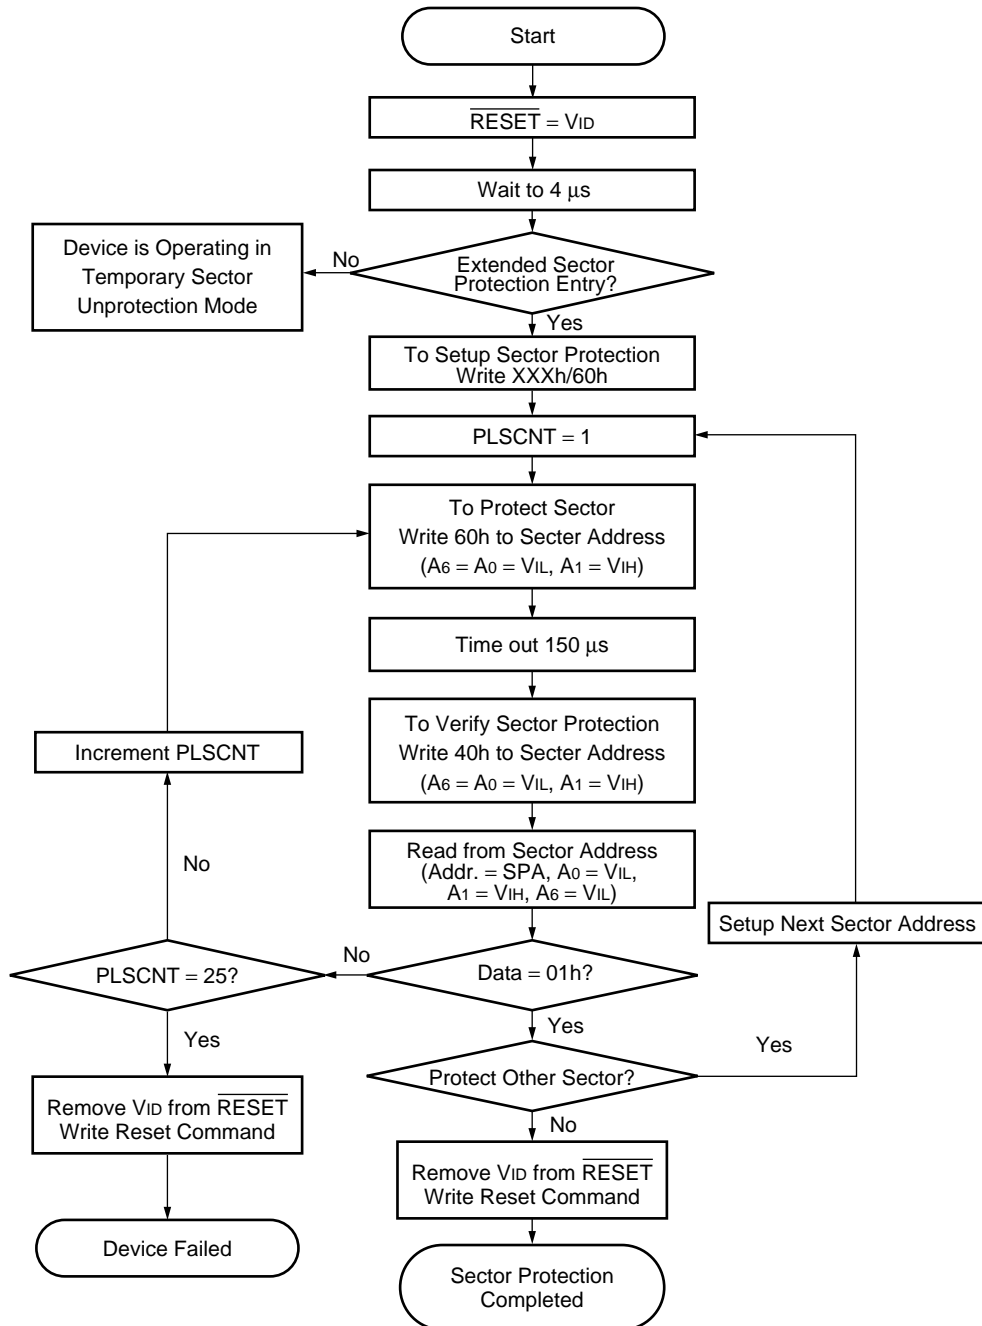 Start
RESET = VID
Wait to 4 μs
Device is Operating in
Temporary Sector
Unprotection Mode
No
Extended Sector
Protection Entry?
Yes
To Setup Sector Protection
Write XXXh/60h
PLSCNT = 1
To Protect Sector
Write 60h to Secter Address
(A6 = A0 = VIL, A1 = VIH)
Time out 150 μs
To Verify Sector Protection
Write 40h to Secter Address
(A6 = A0 = VIL, A1 = VIH)
Increment PLSCNT
No
Read from Sector Address
(Addr. = SPA, A0 = VIL,
A1 = VIH, A6 = VIL)
Setup Next Sector Address
PLSCNT = 25?
No
Data = 01h?
Yes
Yes
Yes
Protect Other Sector?
Remove VID from RESET
Write Reset Command
No
Remove VID from RESET
Write Reset Command
Device Failed
Sector Protection
Completed